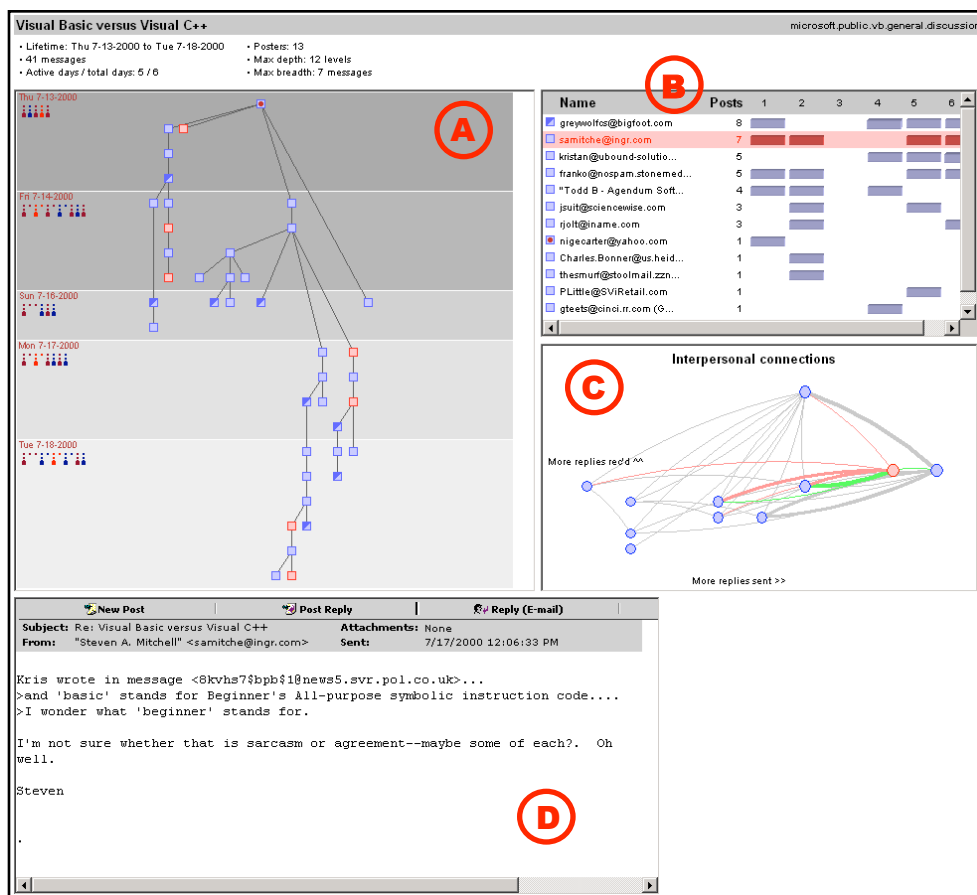 Visual Basic versus Visual C++
microsoft.public.vb.general.discussion
• Lifetime: Thu 7-13-2000 to Tue 7-18-2000
• Posters: 13
• 41 messages
• Max depth: 12 levels
• Active days / total days: 5 / 6
• Max breadth: 7 messages
A
Thu 7-13-2000
Fri 7-14-2000
Sun 7-16-2000
Mon 7-17-2000
Tue 7-18-2000
B
Name Posts 1 2 3 4 5 6
greywolfcs@bigfoot.com 8
samitche@ingr.com 7
kristan@ubound-solutio... 5
franko@nospam.stonemed... 5
"Todd B - Agendum Soft... 4
jsuit@sciencewise.com 3
rjolt@iname.com 3
nigecarter@yahoo.com 1
Charles.Bonner@us.heid... 1
thesmurf@stoolmail.zzn... 1
PLittle@SViRetail.com 1
gteets@cinci.rr.com (G... 1
Interpersonal connections
C
More replies rec'd ^^
More replies sent >>
New Post
Post Reply
Reply (E-mail)
Subject: Re: Visual Basic versus Visual C++ Attachments: None
From: "Steven A. Mitchell" <samitche@ingr.com> Sent: 7/17/2000 12:06:33 PM
Kris wrote in message <8kvhs7$bpb$1@news5.svr.pol.co.uk>...
>and 'basic' stands for Beginner's All-purpose symbolic instruction code....
>I wonder what 'beginner' stands for.
I'm not sure whether that is sarcasm or agreement--maybe some of each?. Oh
well.
Steven
D
.